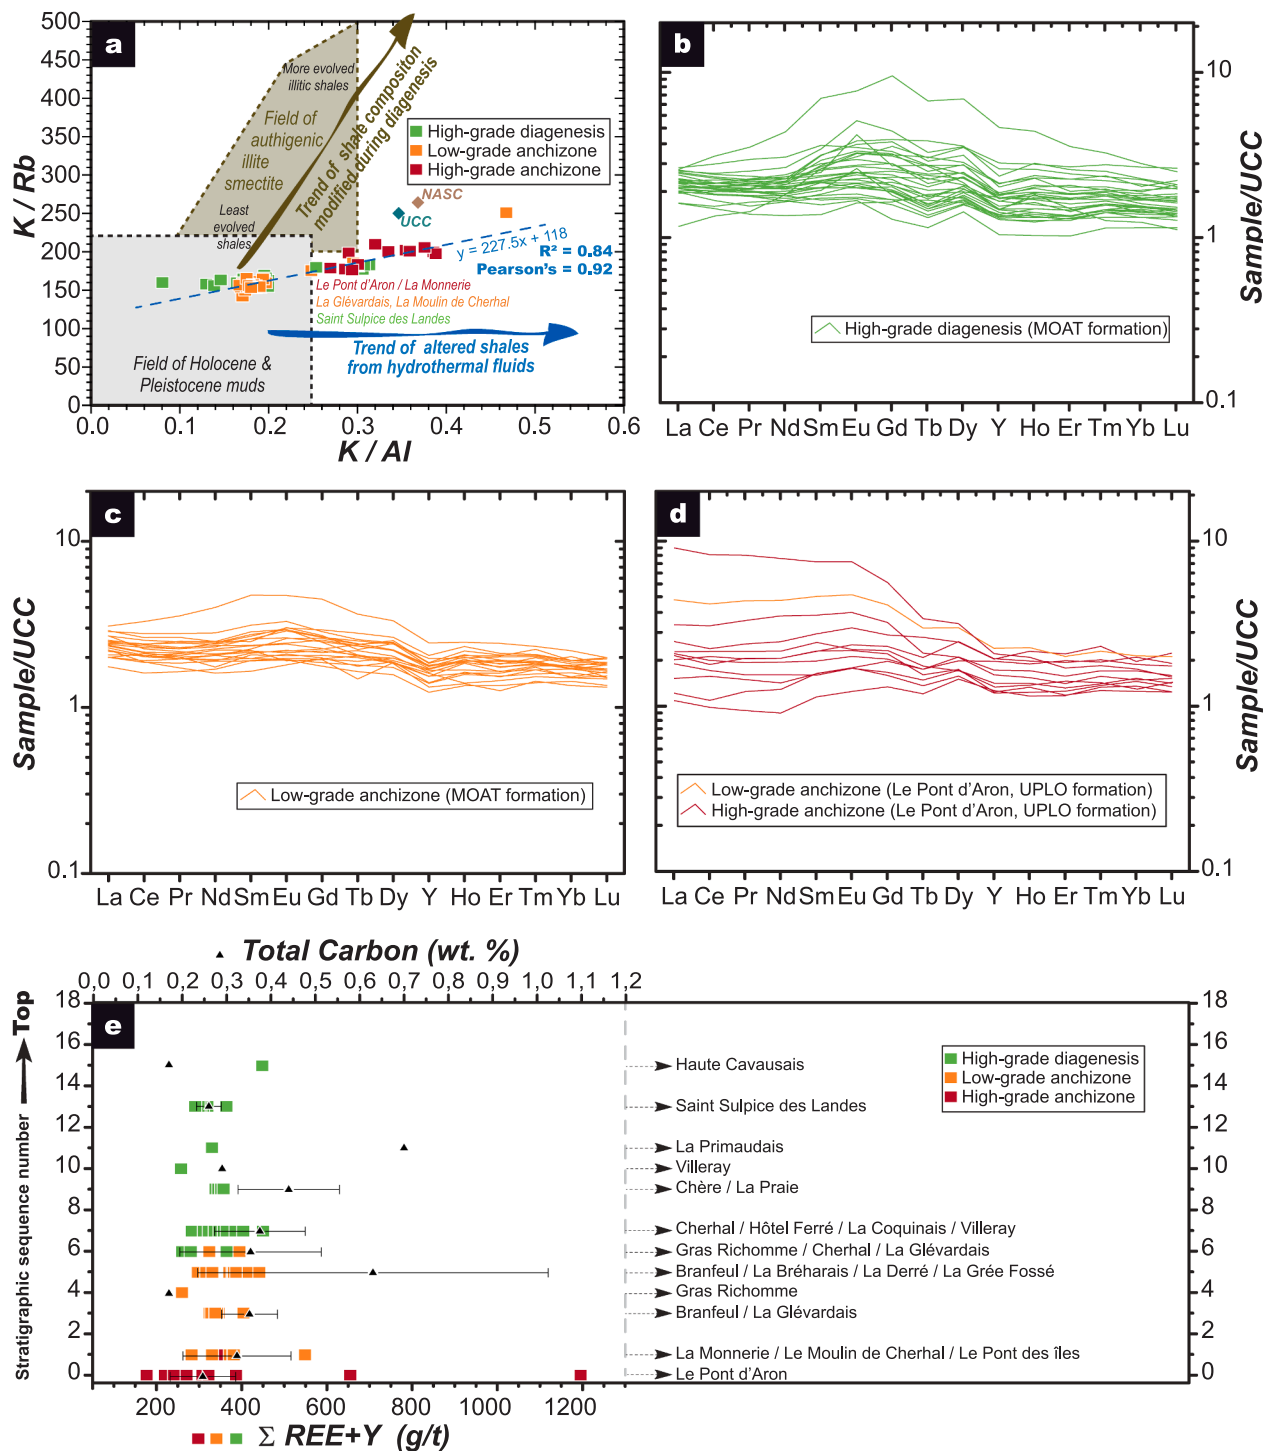 a
500
450
400
350
300
250
200
150
100
50
0
K / Rb
0.0 0.1 0.2 0.3 0.4 0.5 0.6
K / Al
More evolved
illitic shales
Field of
authigenic
illite
smectite
Least
evolved
shales
Trend of shale compositon
modified during diagenesis
High-grade diagenesis
Low-grade anchizone
High-grade anchizone
NASC
UCC
y = 227.5x + 118
R² = 0.84
Pearson's = 0.92
Le Pont d'Aron / La Monnerie
La Glévardais, La Moulin de Cherhal
Saint Sulpice des Landes
Trend of altered shales
from hydrothermal fluids
Field of Holocene &
Pleistocene muds
b
10
1
0.1
Sample/UCC
High-grade diagenesis (MOAT formation)
La Ce Pr Nd Sm Eu Gd Tb Dy Y Ho Er Tm Yb Lu
c
10
1
0.1
Sample/UCC
Low-grade anchizone (MOAT formation)
La Ce Pr Nd Sm Eu Gd Tb Dy Y Ho Er Tm Yb Lu
d
10
1
0.1
Sample/UCC
Low-grade anchizone (Le Pont d'Aron, UPLO formation)
High-grade anchizone (Le Pont d'Aron, UPLO formation)
La Ce Pr Nd Sm Eu Gd Tb Dy Y Ho Er Tm Yb Lu
Total Carbon (wt. %)
0,0 0,1 0,2 0,3 0,4 0,5 0,6 0,7 0,8 0,9 1,0 1,1 1,2
e
Stratigraphic sequence number Top
18
16
14
12
10
8
6
4
2
0
High-grade diagenesis
Low-grade anchizone
High-grade anchizone
Haute Cavausais
Saint Sulpice des Landes
La Primaudais
Villeray
Chère / La Praie
Cherhal / Hôtel Ferré / La Coquinais / Villeray
Gras Richomme / Cherhal / La Glévardais
Branfeul / La Bréharais / La Derré / La Grée Fossé
Gras Richomme
Branfeul / La Glévardais
La Monnerie / Le Moulin de Cherhal / Le Pont des îles
Le Pont d'Aron
18
16
14
12
10
8
6
4
2
0
200 400 600 800 1000 1200
Σ REE+Y (g/t)